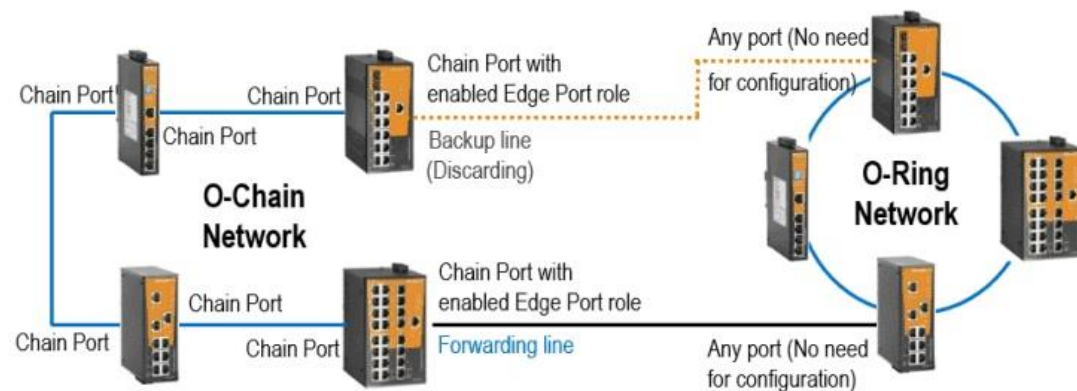 Any port (No need
for configuration)
Chain Port with
enabled Edge Port role
Chain Port
Chain Port
Chain Port
Backup line
(Discarding)
O-Chain
Network
O-Ring
Network
Chain Port with
enabled Edge Port role
Chain Port
Chain Port
Chain Port
Forwarding line
Any port (No need
for configuration)